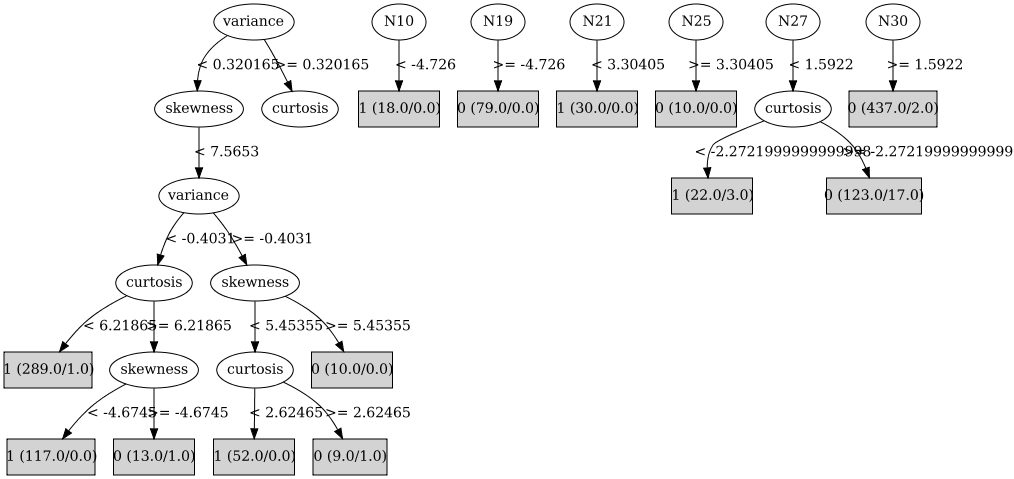 variance
N10
N19
N21
N25
N27
N30
< 0.320165
>= 0.320165
< -4.726
>= -4.726
< 3.30405
>= 3.30405
< 1.5922
>= 1.5922
skewness
curtosis
1 (18.0/0.0)
0 (79.0/0.0)
1 (30.0/0.0)
0 (10.0/0.0)
curtosis
0 (437.0/2.0)
< 7.5653
< -2.2721999999999998
>= -2.27219999999999
variance
1 (22.0/3.0)
0 (123.0/17.0)
< -0.4031
>= -0.4031
curtosis
skewness
< 6.21865
>= 6.21865
< 5.45355
>= 5.45355
1 (289.0/1.0)
skewness
curtosis
0 (10.0/0.0)
< -4.6745
>= -4.6745
< 2.62465
>= 2.62465
1 (117.0/0.0)
0 (13.0/1.0)
1 (52.0/0.0)
0 (9.0/1.0)